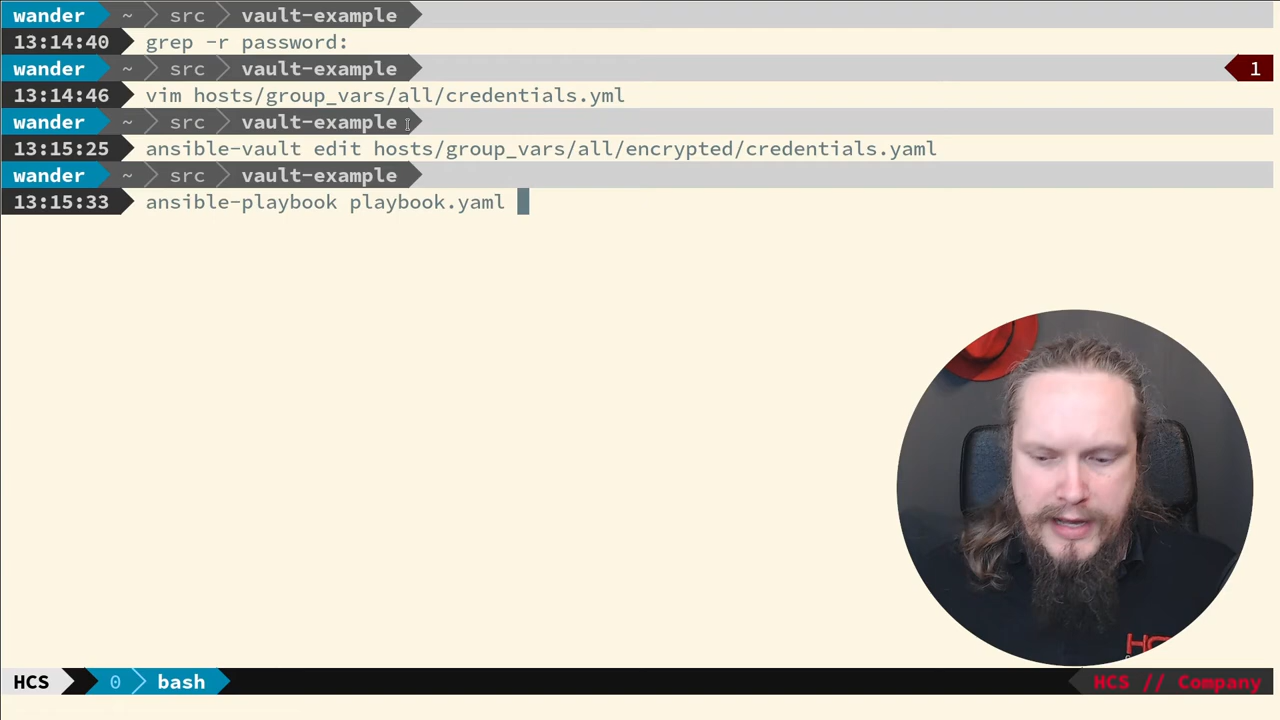 wander ~ src vault-example
13:14:40 grep -r password:
wander ~ src vault-example 1
13:14:46 vim hosts/group_vars/all/credentials.yml
wander ~ src vault-example
13:15:25 ansible-vault edit hosts/group_vars/all/encrypted/credentials.yaml
wander ~ src vault-example
13:15:33 ansible-playbook playbook.yaml
HC
HCS 0 bash HCS // Company